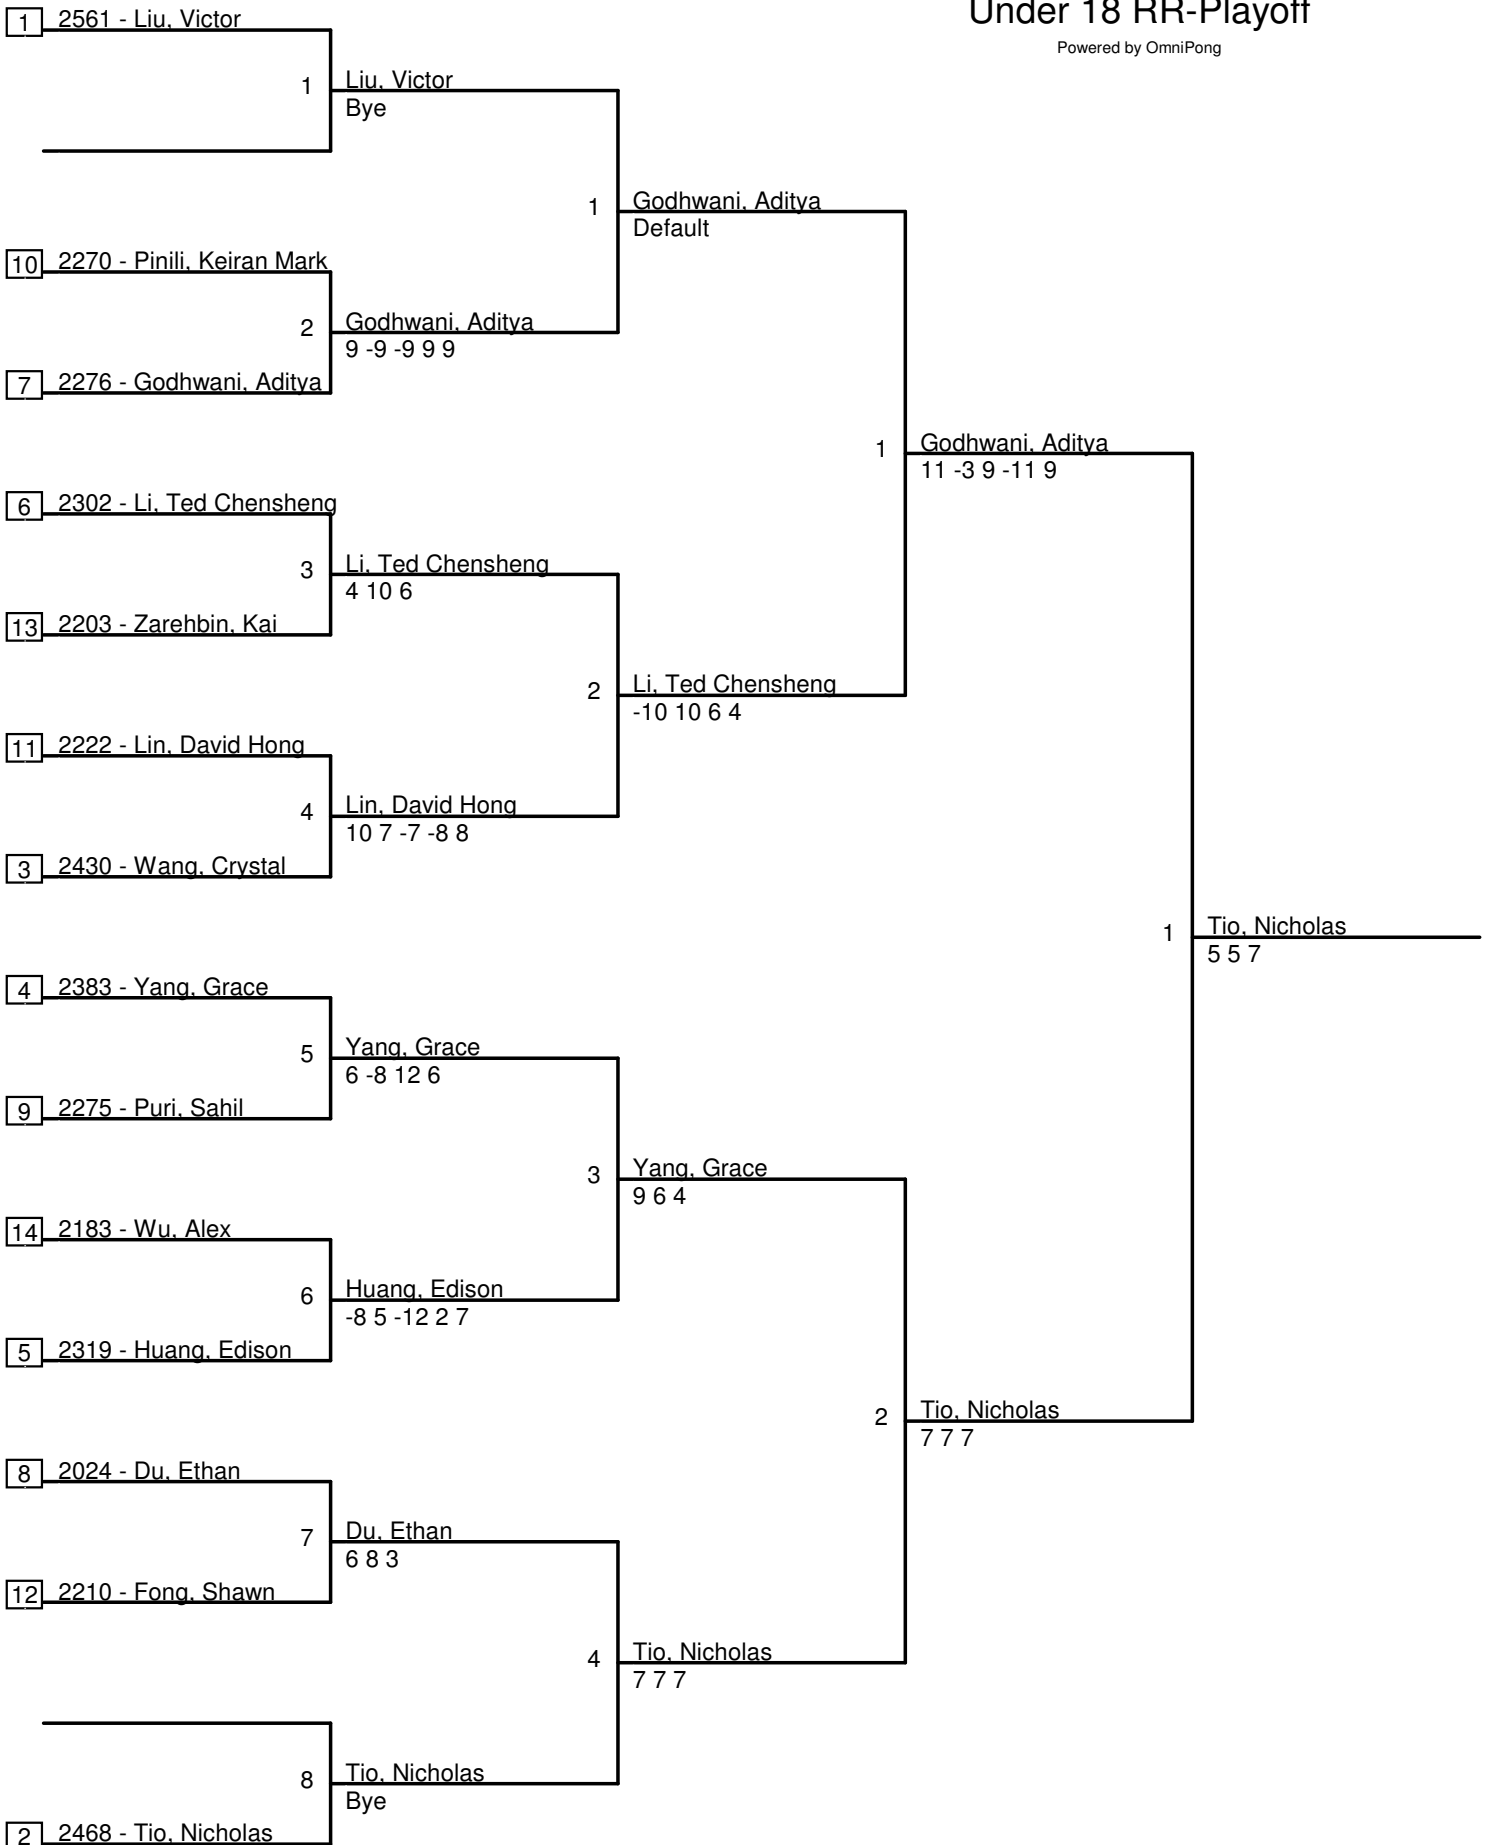 Under 18 RR-Playoff
Powered by OmniPong
1 2561 - Liu, Victor
1 Liu, Victor
Bye
1 Godhwani, Aditya
Default
10 2270 - Pinili, Keiran Mark
2 Godhwani, Aditya
9 -9 -9 9 9
7 2276 - Godhwani, Aditya
1 Godhwani, Aditya
11 -3 9 -11 9
6 2302 - Li, Ted Chensheng
3 Li, Ted Chensheng
4 10 6
13 2203 - Zarehbin, Kai
2 Li, Ted Chensheng
-10 10 6 4
11 2222 - Lin, David Hong
4 Lin, David Hong
10 7 -7 -8 8
3 2430 - Wang, Crystal
1 Tio, Nicholas
5 5 7
4 2383 - Yang, Grace
5 Yang, Grace
6 -8 12 6
9 2275 - Puri, Sahil
3 Yang, Grace
9 6 4
14 2183 - Wu, Alex
6 Huang, Edison
-8 5 -12 2 7
5 2319 - Huang, Edison
2 Tio, Nicholas
7 7 7
8 2024 - Du, Ethan
7 Du, Ethan
6 8 3
12 2210 - Fong, Shawn
4 Tio, Nicholas
7 7 7
8 Tio, Nicholas
Bye
2 2468 - Tio, Nicholas